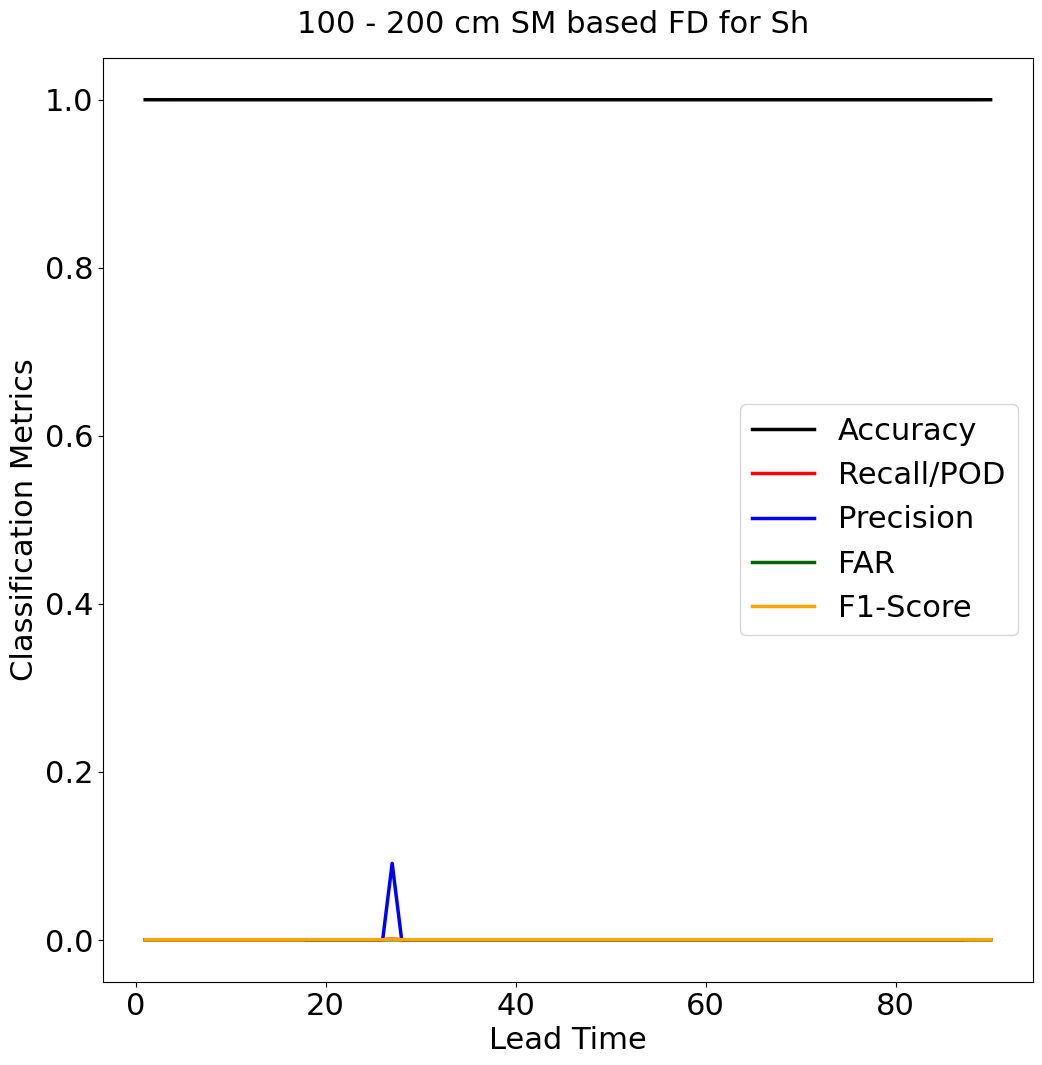 100 - 200 cm SM based FD for Sh
1.0
0.8
0.6
0.4
0.2
0.0
Classification Metrics
Accuracy
Recall/POD
Precision
FAR
F1-Score
0 20 40 60 80
Lead Time